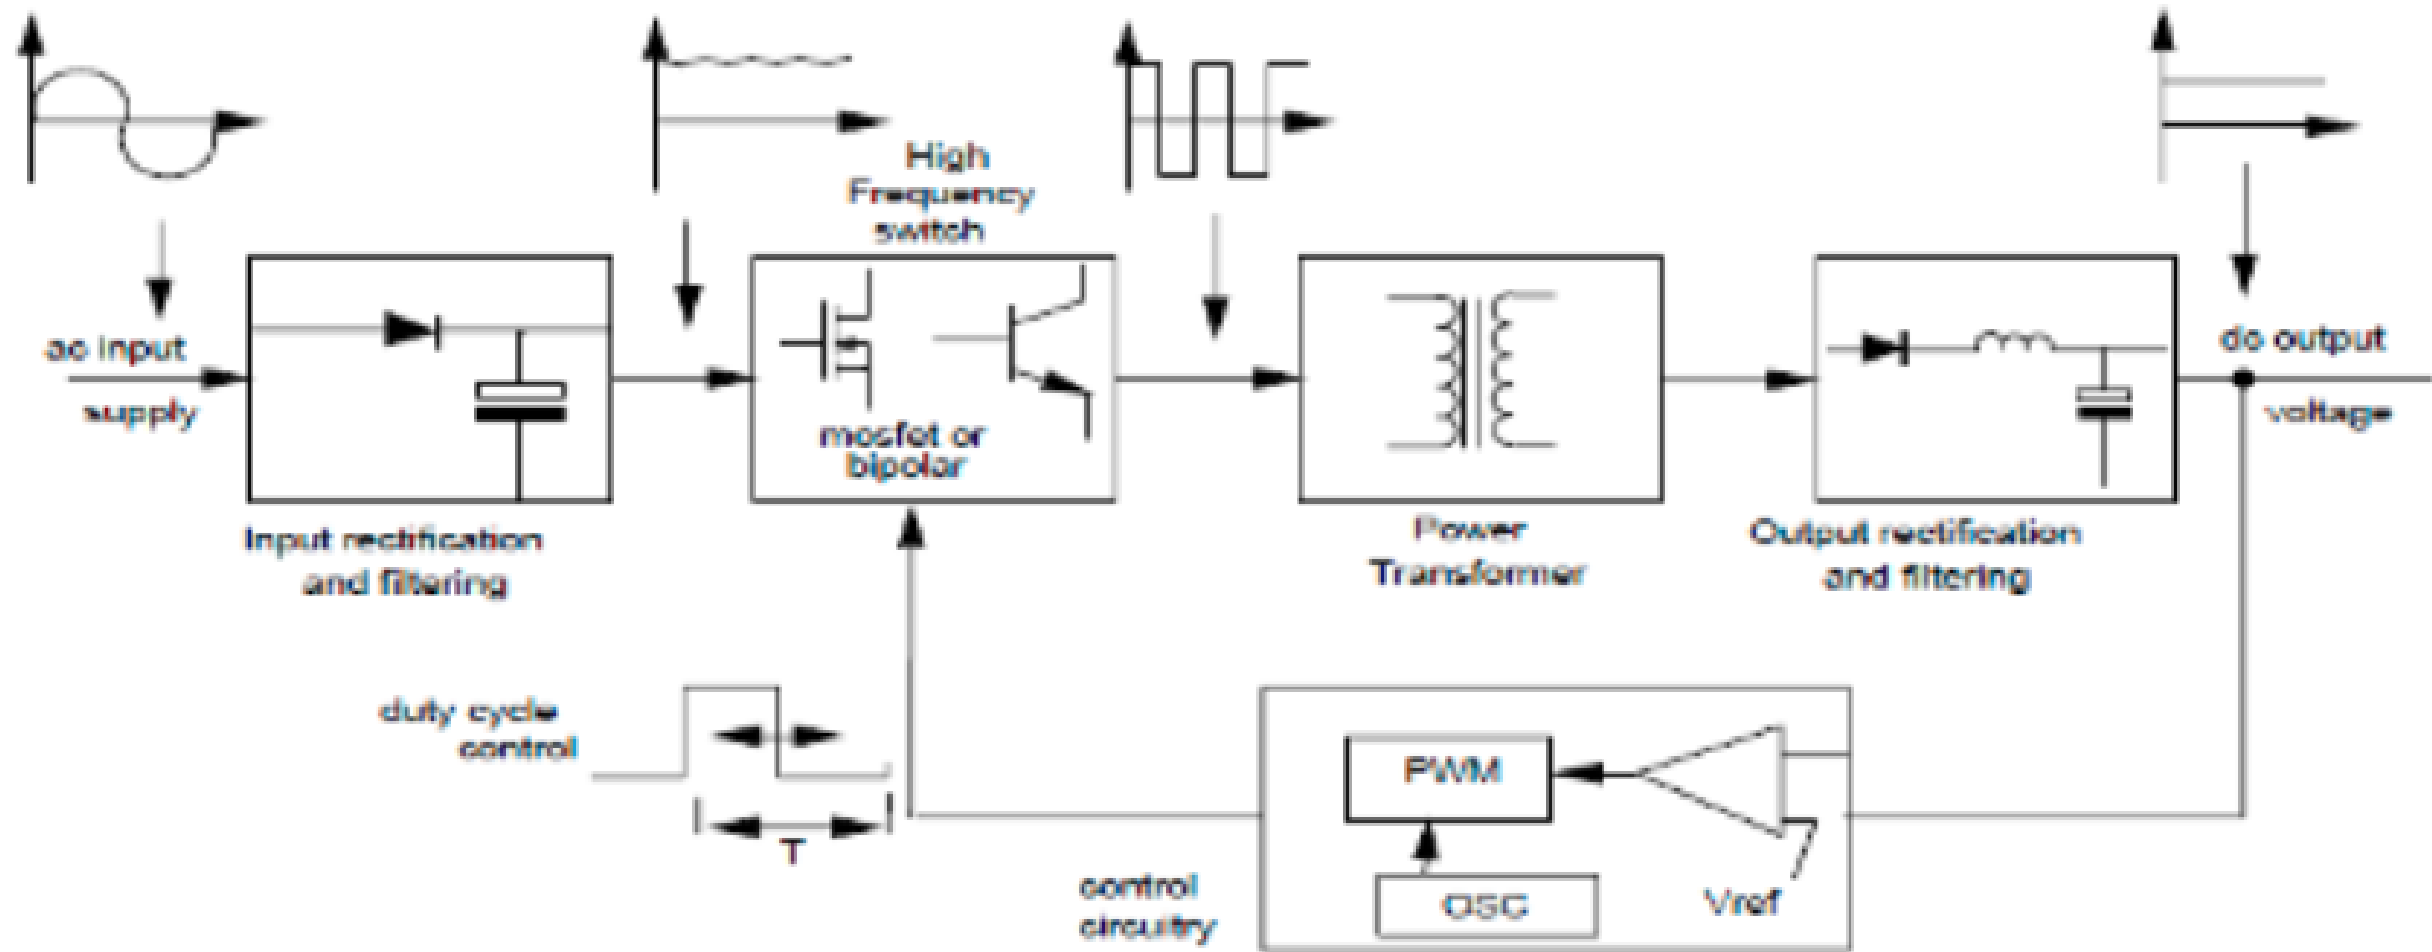 High
Frequency
switch
ac input
supply
mosfet or
bipolar
dc output
voltage
Input rectification
and filtering
Power
Transformer
Output rectification
and filtering
duty cycle
control
T
PWM
OSC
Vref
control
circuitry